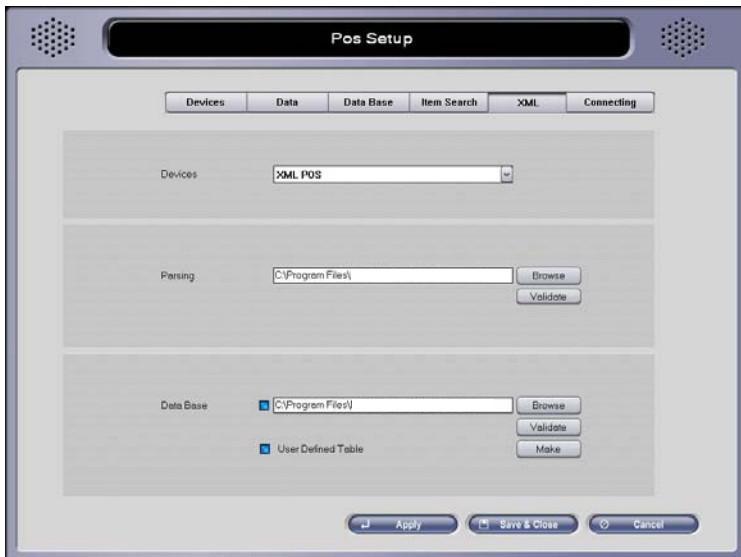 Pos Setup
Devices Data Data Base Item Search XML Connecting
Devices XML POS
Parsing C:\Program Files\ Browse
Validate
Data Base C:\Program Files\ Browse
Validate
User Defined Table Make
Apply Save & Close Cancel